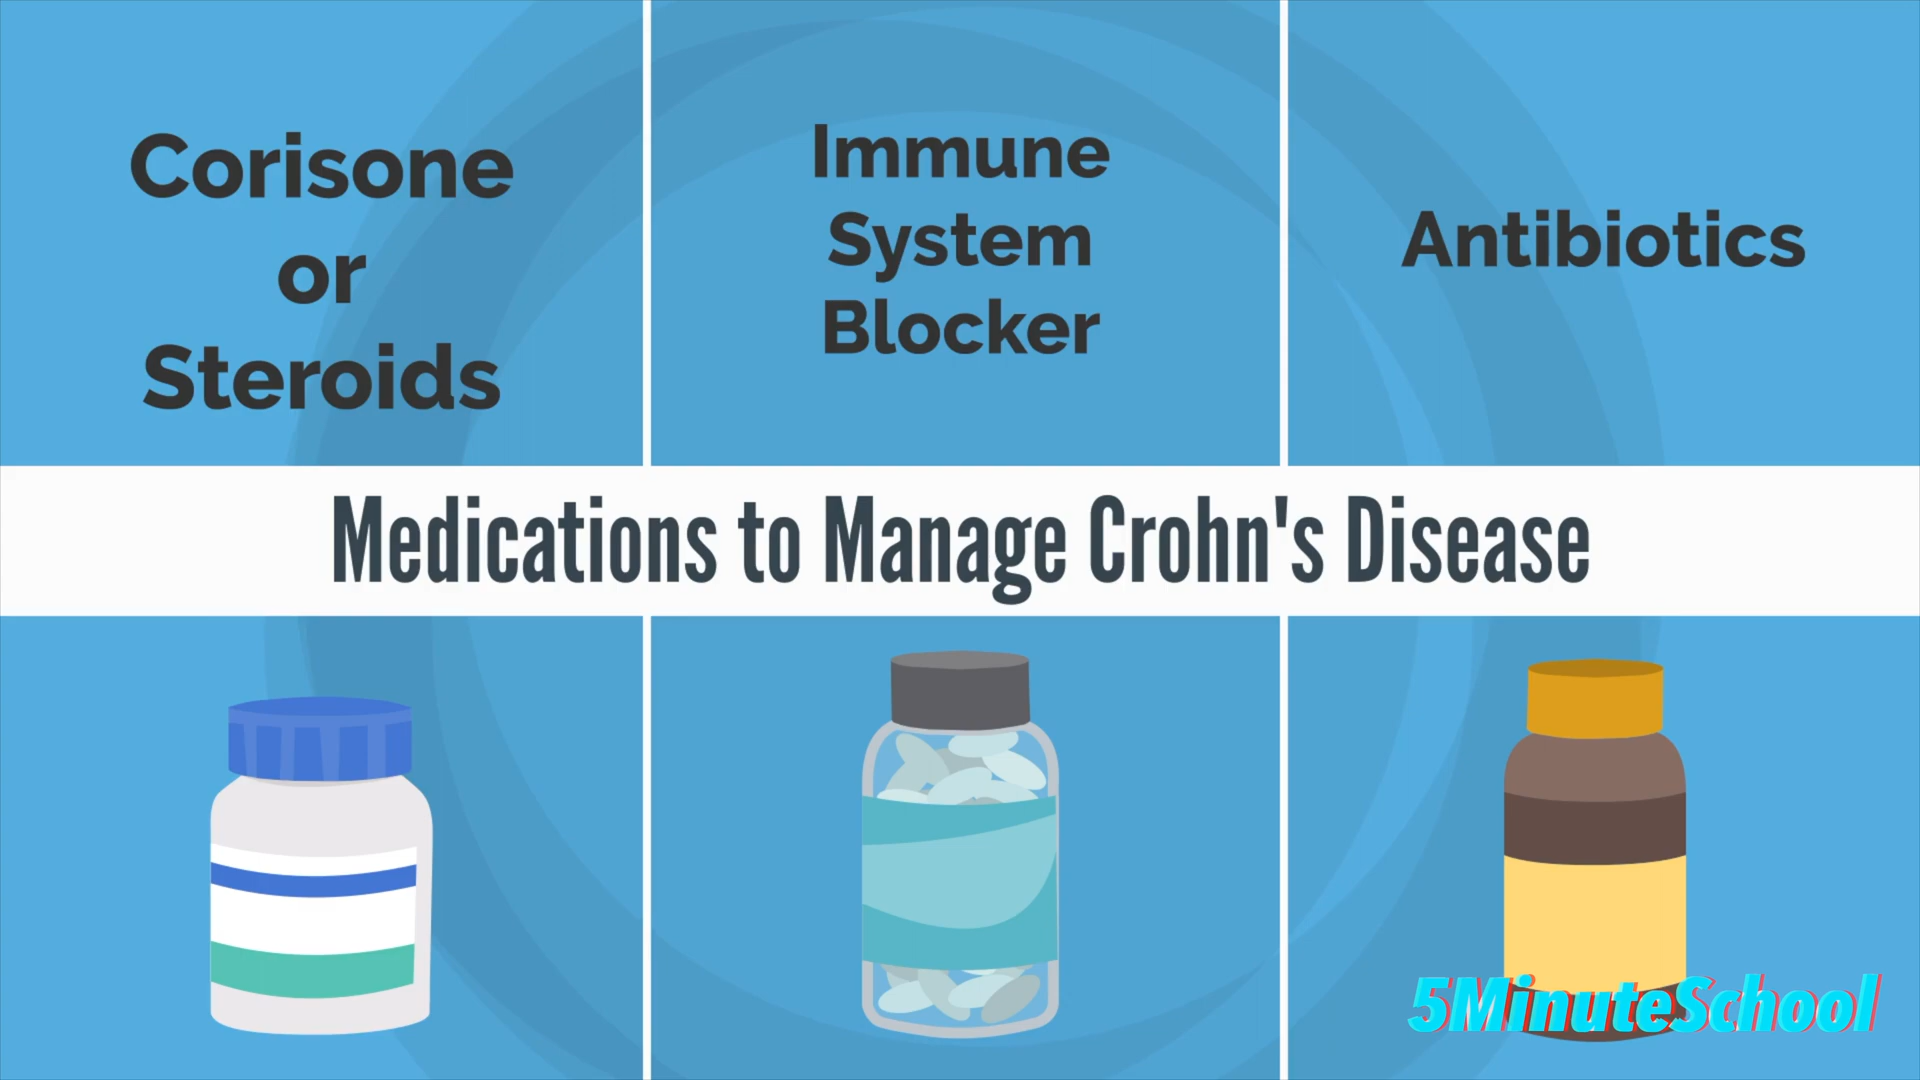 Corisone
or
Steroids
Immune
System
Blocker
Antibiotics
Medications to Manage Crohn's Disease
5MinuteSchool